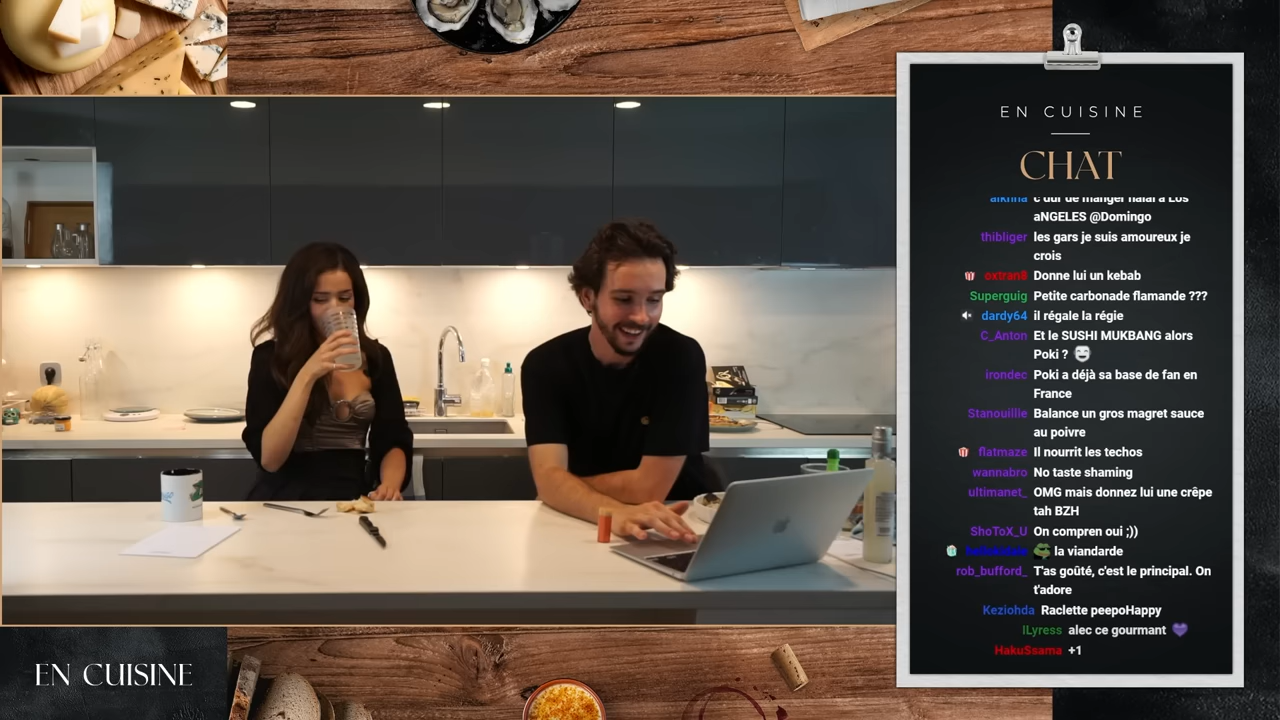 EN CUISINE
CHAT
c'dur de manger halal à Los
aNGELES @Domingo
thibliger les gars je suis amoureux je
crois
oxtran9 Donne lui un kebab
Superguig Petite carbonade flamande ???
dardy64 il régale la régie
C_Anton Et le SUSHI MUKBANG alors
Poki ?
irondec Poki a déjà sa base de fan en
France
Stanouillie Balance un gros magret sauce
au poivre
flatmaze Il nourrit les techos
wannabro No taste shaming
ultimanet_ OMG mais donnez lui une crêpe
tah BZH
ShoToX_U On compren oui ;))
la viandarde
rob_bufford_ T'as goûté, c'est le principal. On
t'adore
Keziohda Raclette peepoHappy
ILyress alec ce gourmant
HakuSsama +1
EN CUISINE